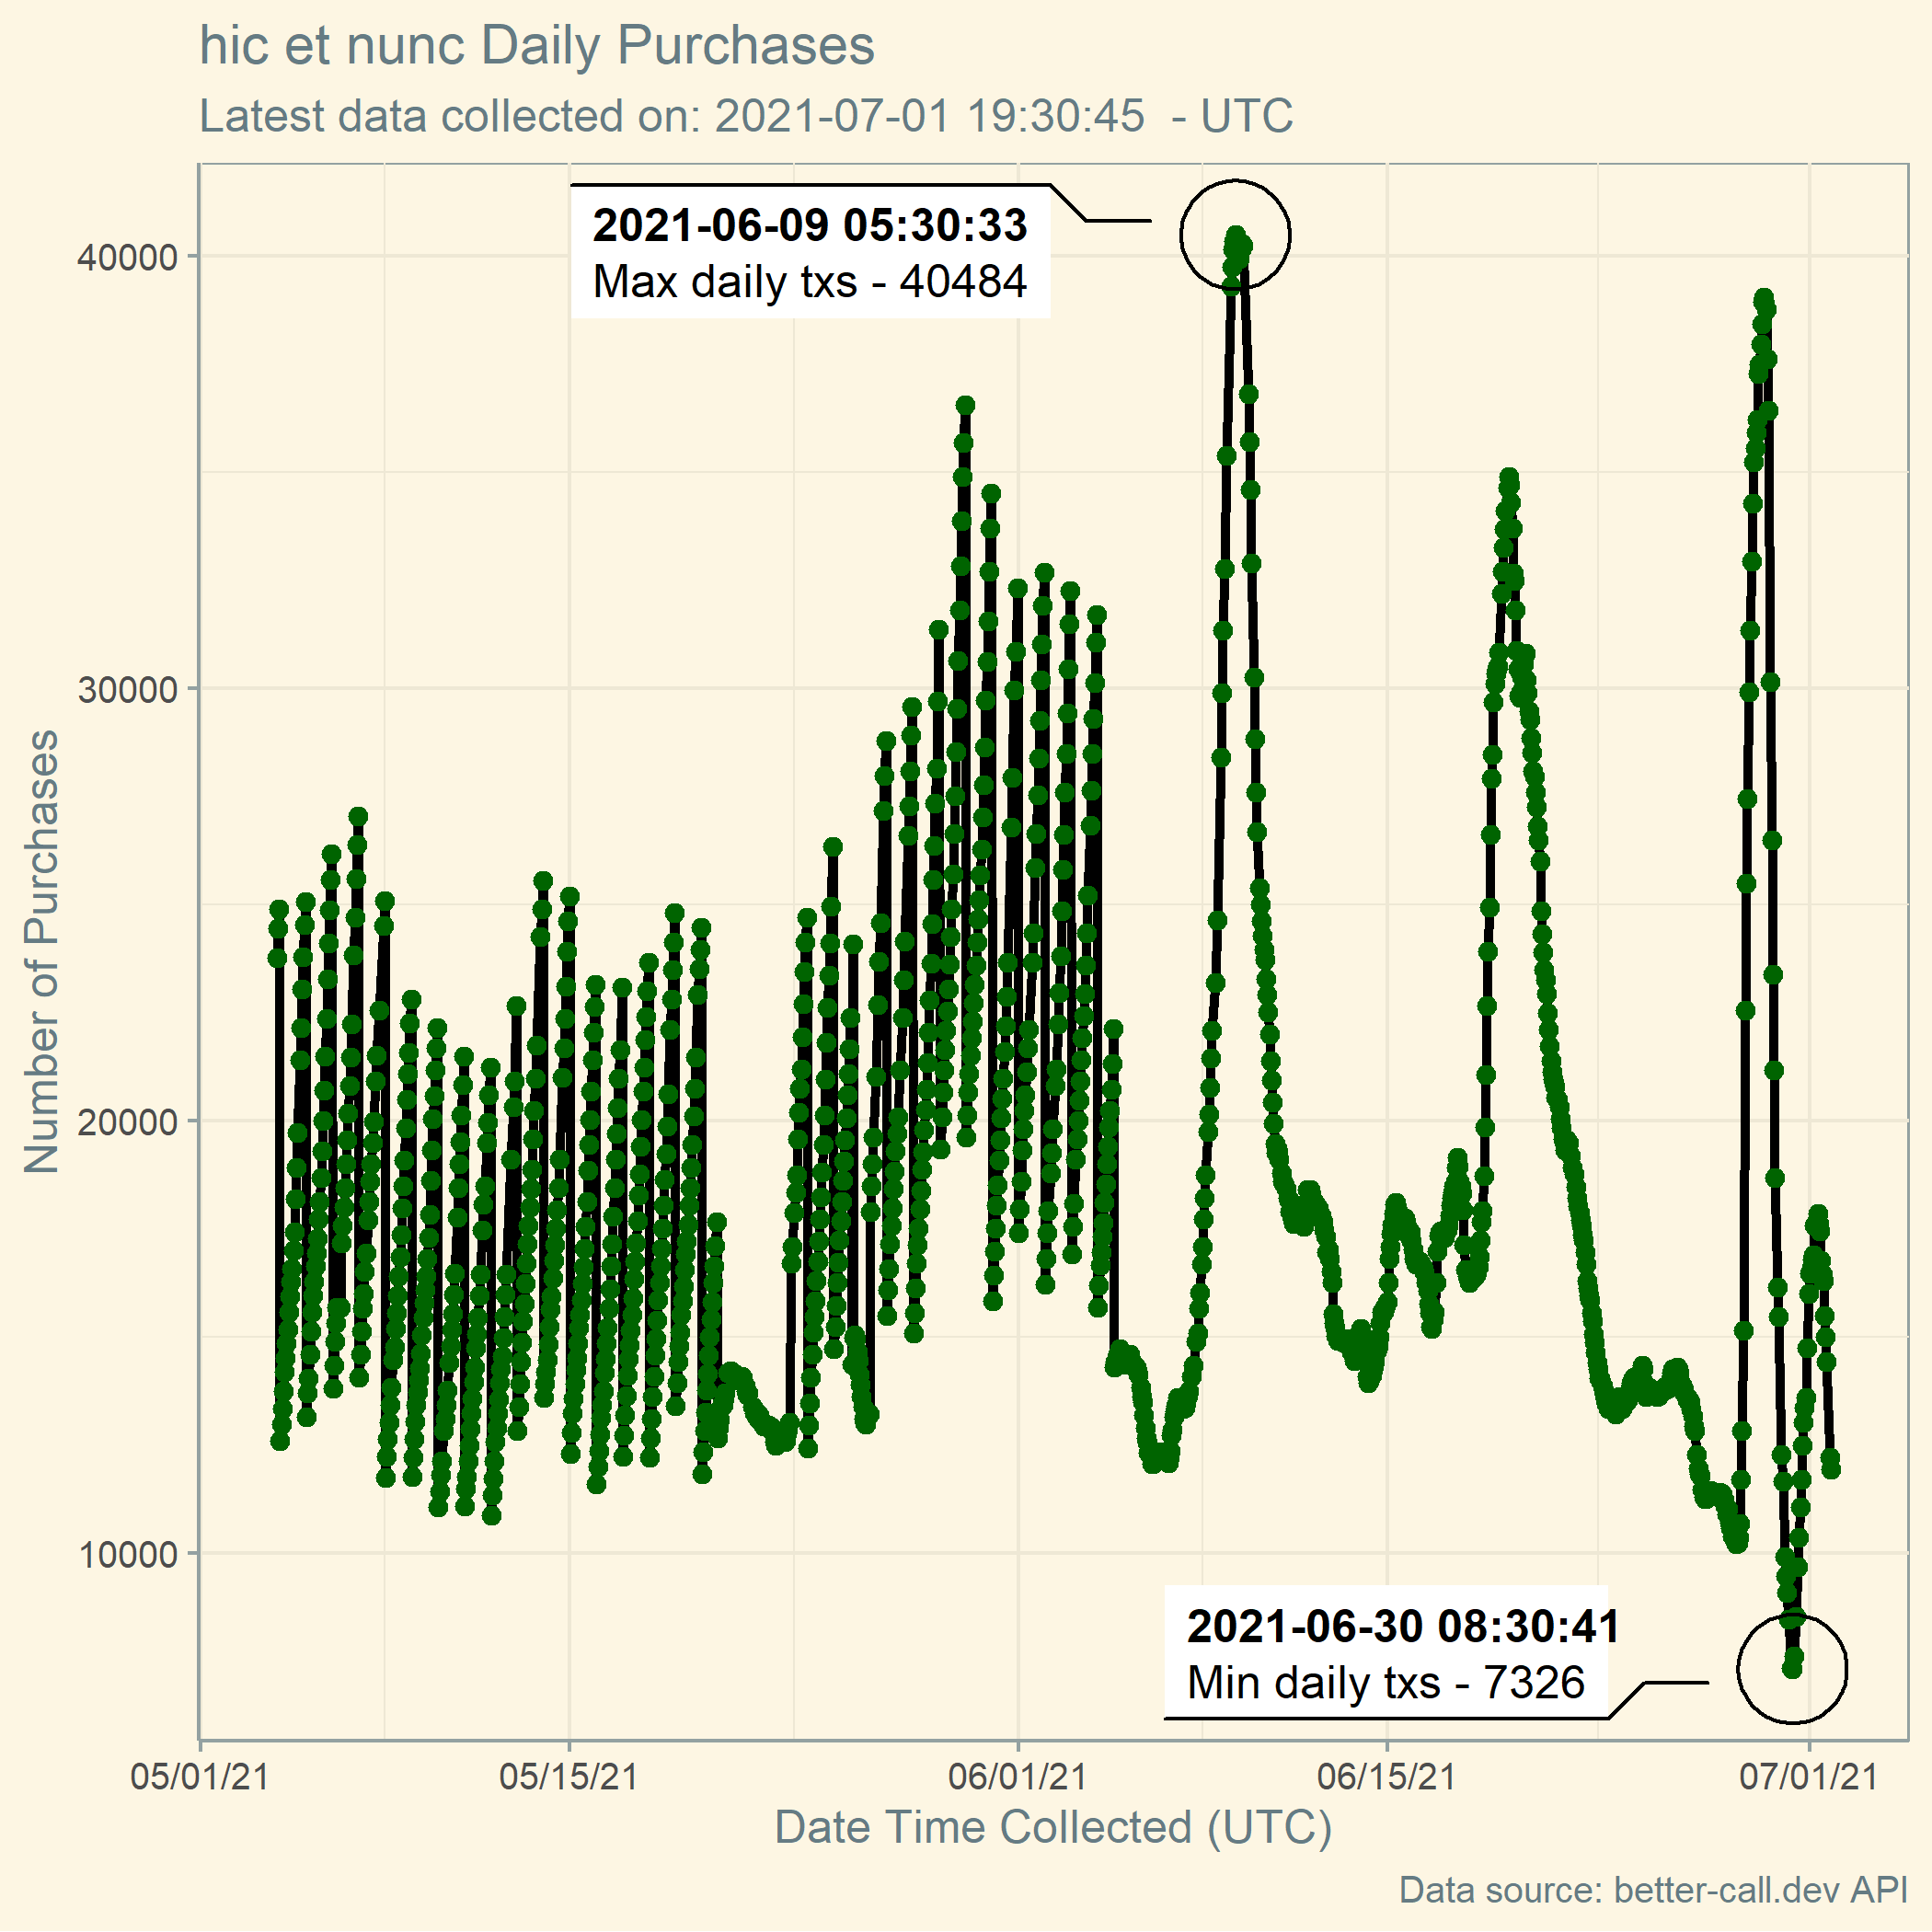 hic et nunc Daily Purchases
Latest data collected on: 2021-07-01 19:30:45  - UTC
2021-06-09 05:30:33
Max daily txs - 40484
40000
30000
20000
10000
Number of Purchases
2021-06-30 08:30:41
Min daily txs - 7326
05/01/21
05/15/21
06/01/21
06/15/21
07/01/21
Date Time Collected (UTC)
Data source: better-call.dev API